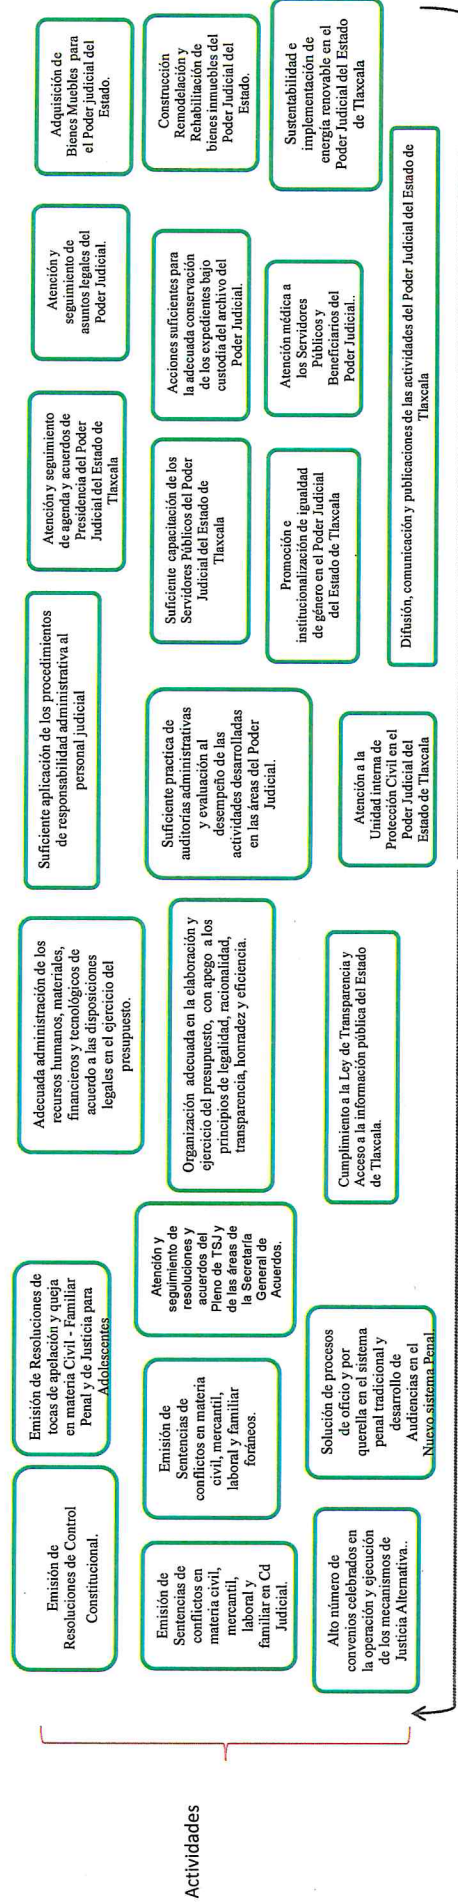 Actividades
Emisión de
Resoluciones de Control
Constitucional.
Emisión de Resoluciones de
tocas de apelación y queja
en materia Civil - Familiar
Penal y de Justicia para
Adolescentes
Adecuada administración de los
recursos humanos, materiales,
financieros y tecnológicos de
acuerdo a las disposiciones
legales en el ejercicio del
presupuesto.
Suficiente aplicación de los procedimientos
de responsabilidad administrativa al
personal judicial
Atención y seguimiento
de agenda y acuerdos de
Presidencia del Poder
Judicial del Estado de
Tlaxcala
Atención y
seguimiento de
asuntos legales del
Poder Judicial.
Adquisición de
Bienes Muebles para
el Poder judicial del
Estado.
Emisión de
Sentencias de
conflictos en
materia civil,
mercantil,
laboral y
familiar en Cd
Judicial.
Emisión de
Sentencias de
conflictos en materia
civil, mercantil,
laboral y familiar
foráneos.
Atención y
seguimiento de
resoluciones y
acuerdos del
Pleno de TSJ y
de las áreas de
la Secretaría
General de
Acuerdos.
Organización adecuada en la elaboración y
ejercicio del presupuesto, con apego a los
principios de legalidad, racionalidad,
transparencia, honradez y eficiencia.
Suficiente practica de
auditorías administrativas
y evaluación al
desempeño de las
actividades desarrolladas
en las áreas del Poder
Judicial.
Suficiente capacitación de los
Servidores Públicos del Poder
Judicial del Estado de
Tlaxcala
Acciones suficientes para
la adecuada conservación
de los expedientes bajo
custodia del archivo del
Poder Judicial.
Construcción
Remodelación y
Rehabilitación de
bienes inmuebles del
Poder Judicial del
Estado.
Alto número de
convenios celebrados en
la operación y ejecución
de los mecanismos de
Justicia Alternativa..
Solución de procesos
de oficio y por
querella en el sistema
penal tradicional y
desarrollo de
Audiencias en el
Nuevo sistema Penal.
Cumplimiento a la Ley de Transparencia y
Acceso a la información pública del Estado
de Tlaxcala.
Atención a la
Unidad interna de
Protección Civil en el
Poder Judicial del
Estado de Tlaxcala
Promoción e
institucionalización de igualdad
de género en el Poder Judicial
del Estado de Tlaxcala
Atención médica a
los Servidores
Públicos y
Beneficiarios del
Poder Judicial..
Sustentabilidad e
implementación de
energía renovable en el
Poder Judicial del Estado
de Tlaxcala
Difusión, comunicación y publicaciones de las actividades del Poder Judicial del Estado de
Tlaxcala